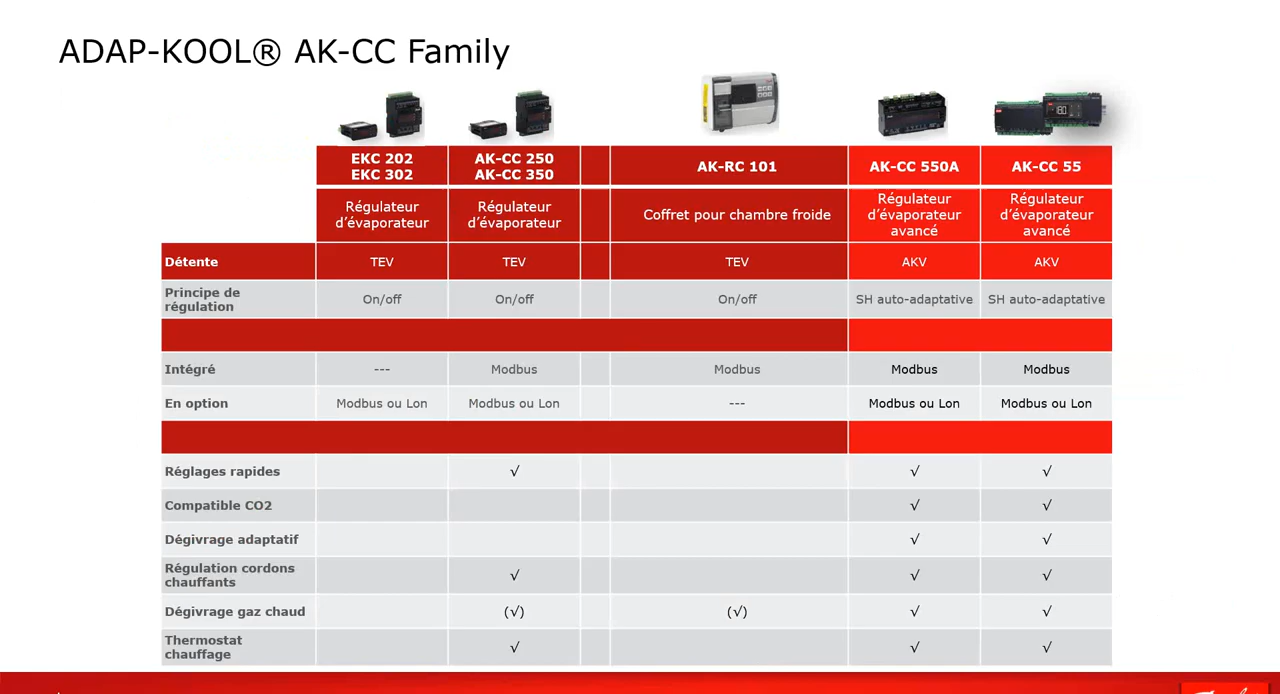 ADAP-KOOL® AK-CC Family
EKC 202
EKC 302
AK-CC 250
AK-CC 350
AK-RC 101
AK-CC 550A
AK-CC 55
Régulateur
d’évaporateur
Régulateur
d’évaporateur
Coffret pour chambre froide
Régulateur
d’évaporateur
avancé
Régulateur
d’évaporateur
avancé
Détente TEV TEV TEV AKV AKV
Principe de
régulation
On/off On/off On/off SH auto-adaptative SH auto-adaptative
Intégré --- Modbus Modbus Modbus Modbus
En option Modbus ou Lon Modbus ou Lon --- Modbus ou Lon Modbus ou Lon
Réglages rapides √ √ √
Compatible CO2 √ √
Dégivrage adaptatif √ √
Régulation cordons
chauffants
√ √ √
Dégivrage gaz chaud (√) (√) √ √
Thermostat
chauffage
√ √ √